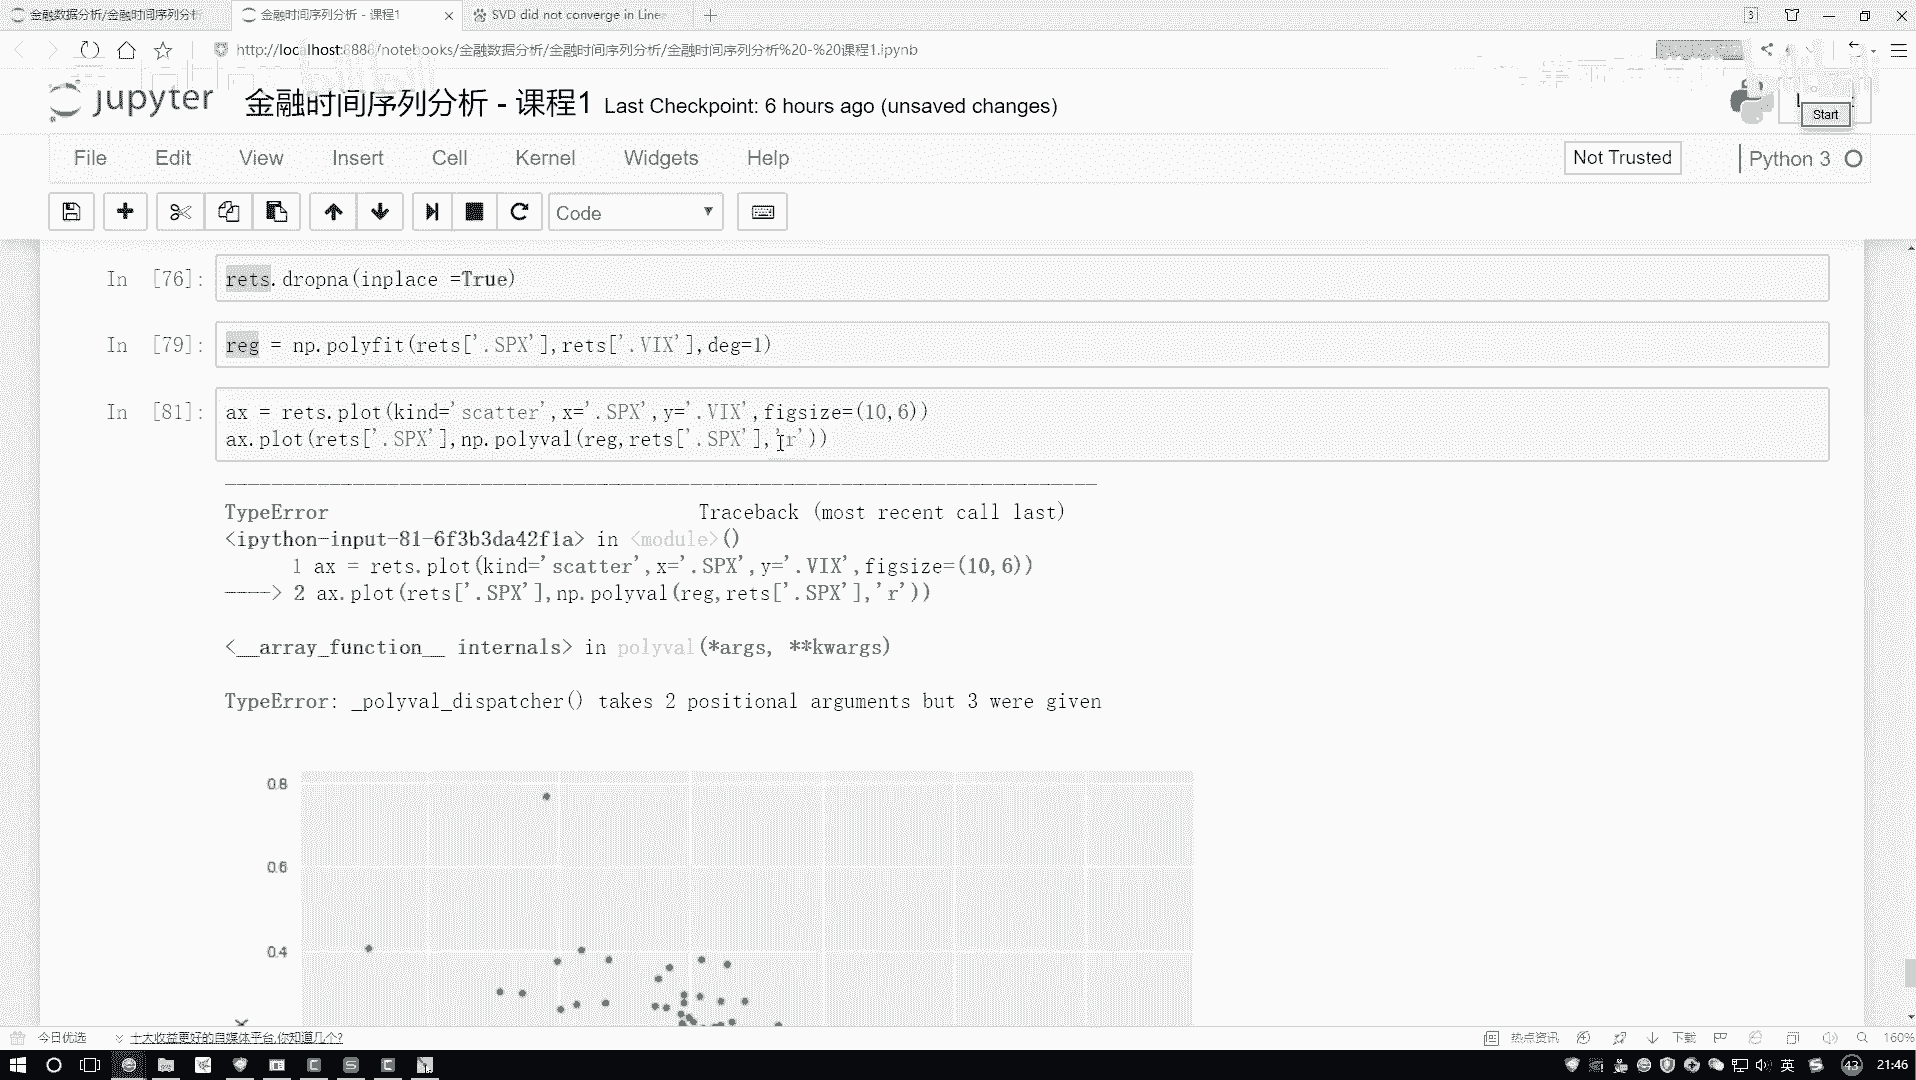 金融数据分析/金融时间序列分析
金融时间序列分析 - 课程1
SVD did not converge in Line
3
http://localhost:8888/notebooks/金融数据分析/金融时间序列分析/金融时间序列分析%20-%20课程1.ipynb
jupyter
金融时间序列分析 - 课程1 Last Checkpoint: 6 hours ago (unsaved changes)
Start
File Edit View Insert Cell Kernel Widgets Help
Not Trusted
Python 3
Code
In [76]: rets.dropna(inplace =True)
In [79]: reg = np.polyfit(rets['.SPX'],rets['.VIX'],deg=1)
In [81]: ax = rets.plot(kind='scatter',x='.SPX',y='.VIX',figsize=(10,6))
ax.plot(rets['.SPX'],np.polyval(reg,rets['.SPX'],'r'))
TypeError Traceback (most recent call last)
<ipython-input-81-6f3b3da42f1a> in <module>()
1 ax = rets.plot(kind='scatter',x='.SPX',y='.VIX',figsize=(10,6))
----> 2 ax.plot(rets['.SPX'],np.polyval(reg,rets['.SPX'],'r'))
<__array_function__ internals> in polyval(*args, **kwargs)
TypeError: _polyval_dispatcher() takes 2 positional arguments but 3 were given
0.8
0.6
0.4
今日优选
十大收益更好的自媒体平台,你知道几个?
热点资讯
下载
160%
英
43
21:46